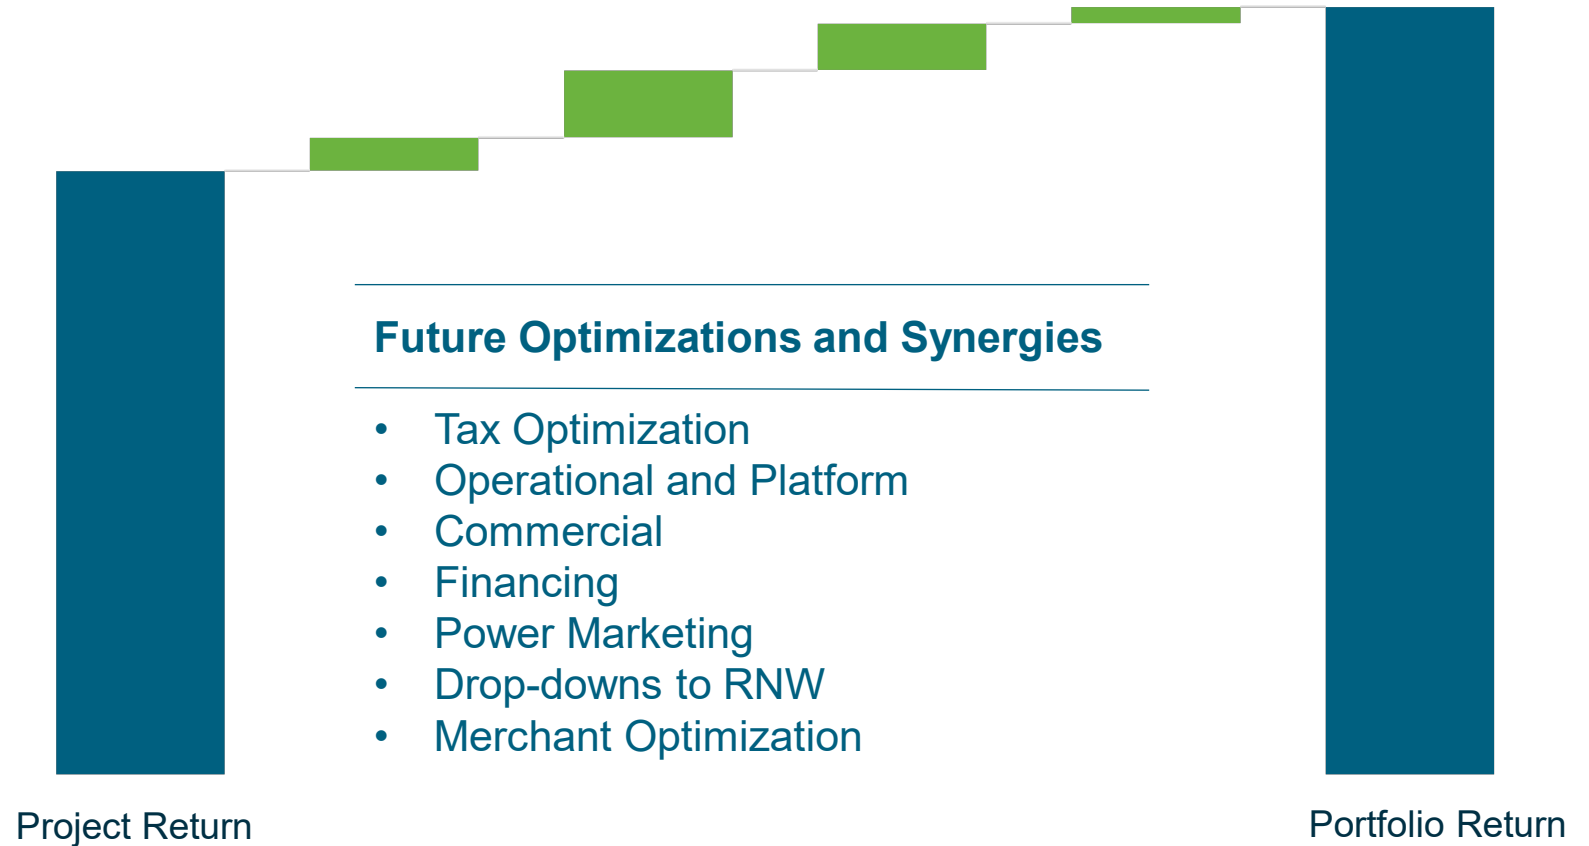 Future Optimizations and Synergies
• Tax Optimization
• Operational and Platform
• Commercial
• Financing
• Power Marketing
• Drop-downs to RNW
• Merchant Optimization
Project Return
Portfolio Return